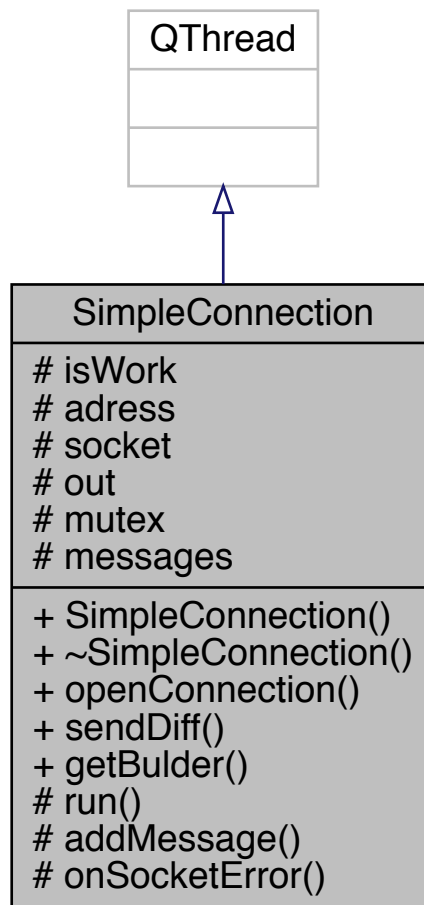 QThread
SimpleConnection
# isWork
# adress
# socket
# out
# mutex
# messages
+ SimpleConnection()
+ ~SimpleConnection()
+ openConnection()
+ sendDiff()
+ getBulder()
# run()
# addMessage()
# onSocketError()